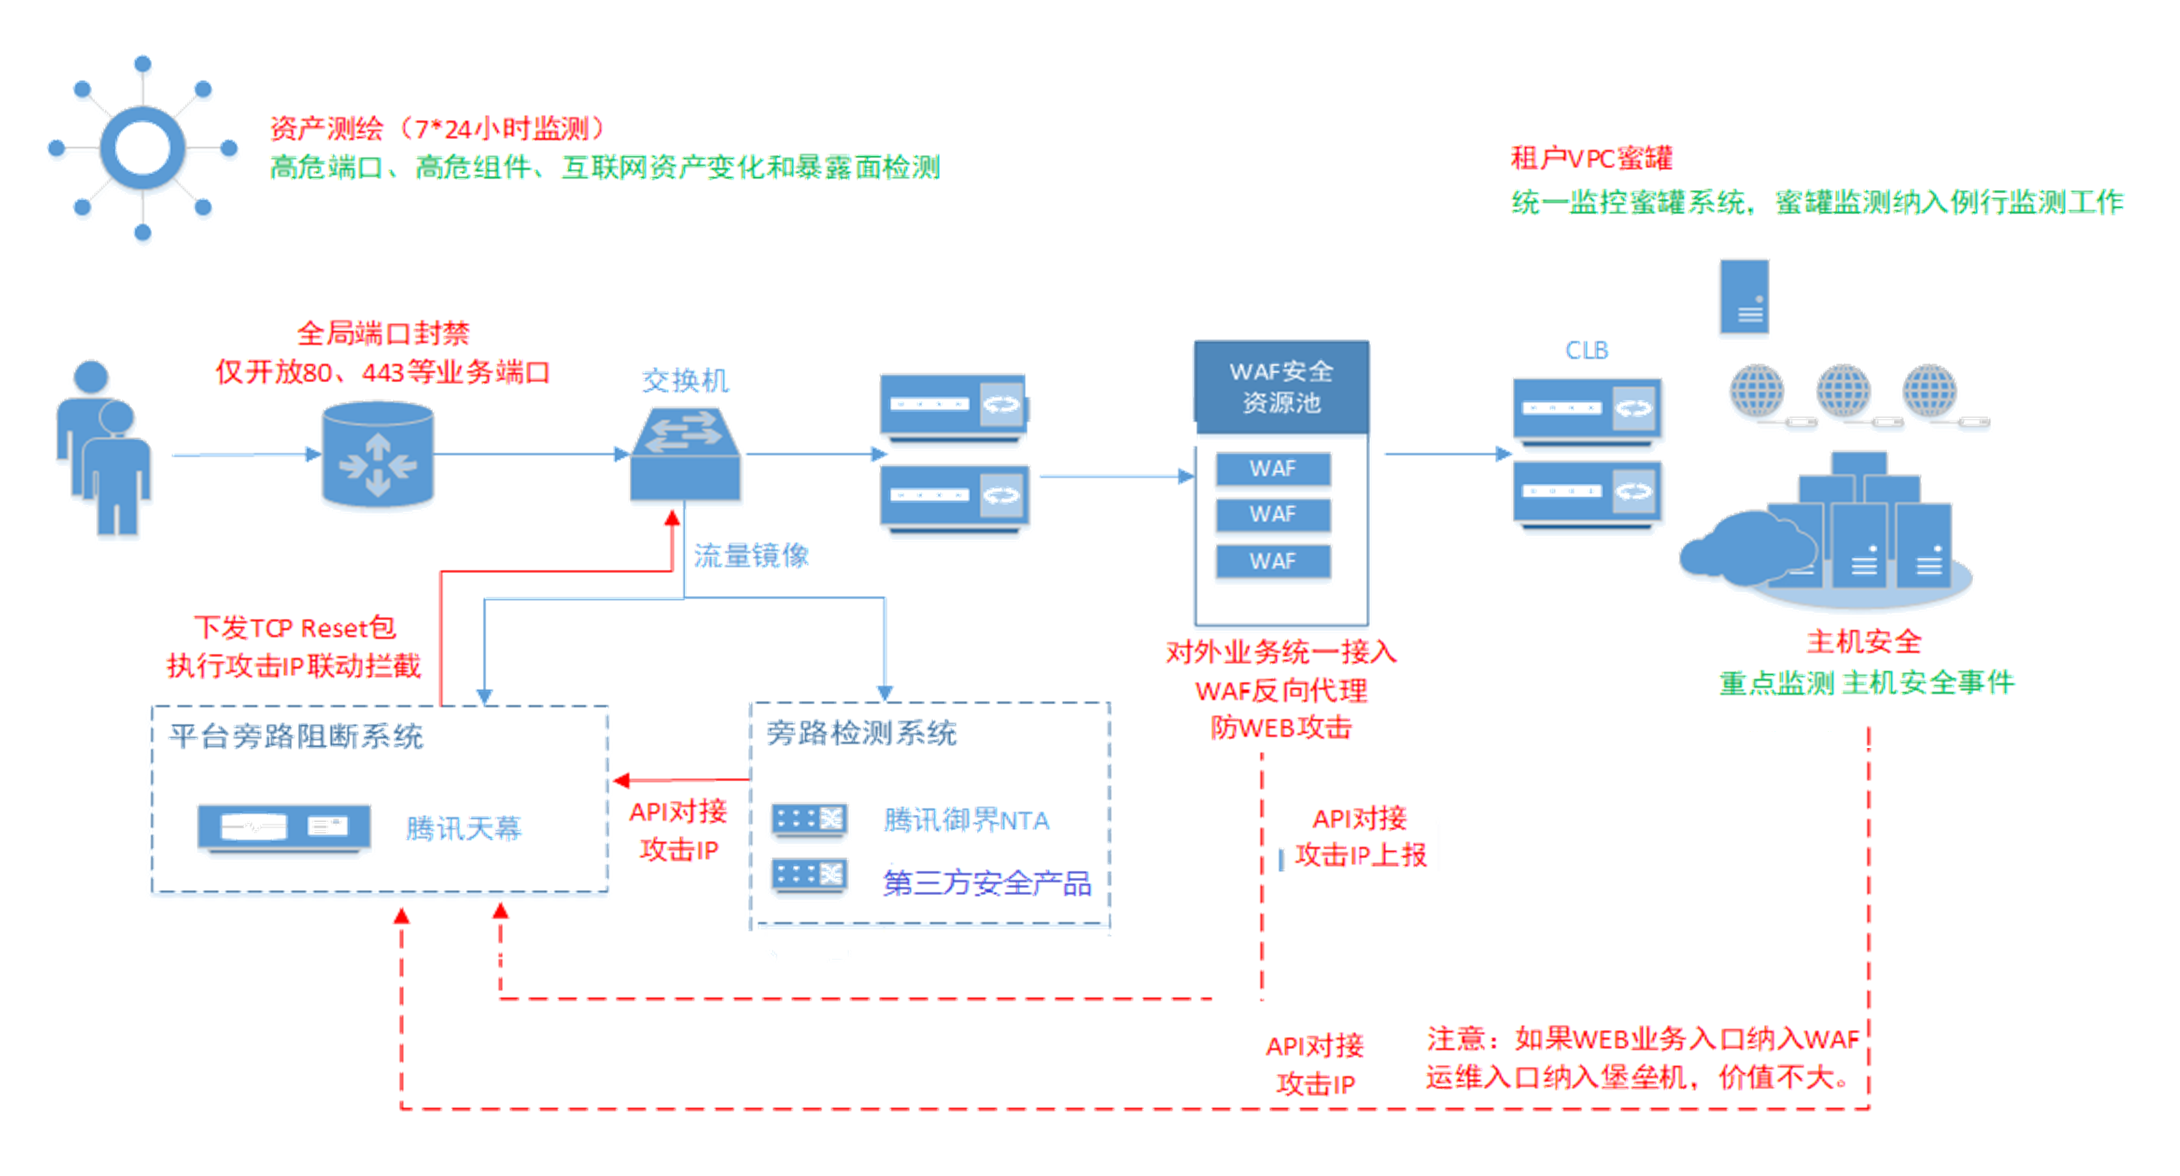 资产测绘（7*24小时监测）
高危端口、高危组件、互联网资产变化和暴露面检测
租户VPC蜜罐
统一监控蜜罐系统，蜜罐监测纳入例行监测工作
全局端口封禁
仅开放80、443等业务端口
交换机
WAF安全
资源池
WAF
WAF
WAF
CLB
流量镜像
下发TCP Reset包
执行攻击IP联动拦截
对外业务统一接入
WAF反向代理
防WEB攻击
主机安全
重点监测 主机安全事件
平台旁路阻断系统
腾讯天幕
API对接
攻击IP
旁路检测系统
腾讯御界NTA
第三方安全产品
API对接
攻击IP上报
API对接
攻击IP
注意：如果WEB业务入口纳入WAF
运维入口纳入堡垒机，价值不大。